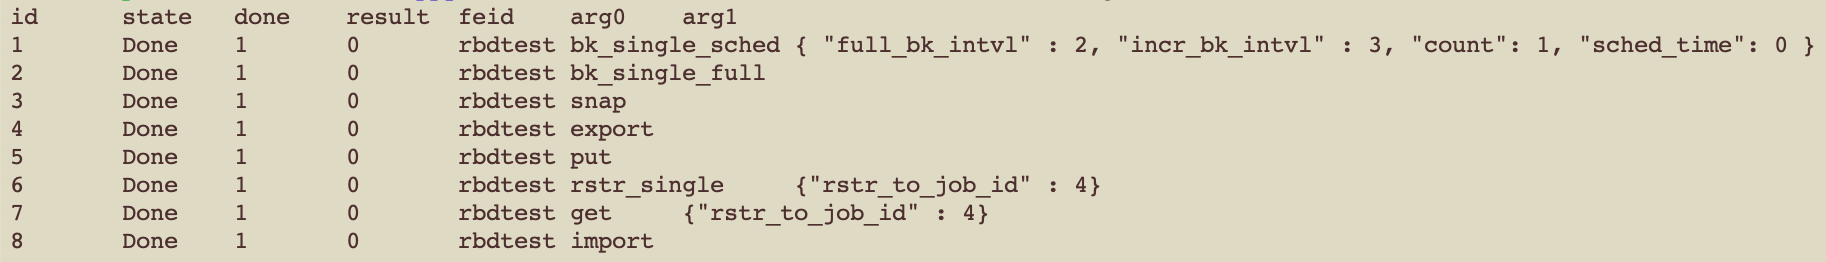 id state done result feid arg0 arg1
1 Done 1 0 rbdtest bk_single_sched { "full_bk_intvl" : 2, "incr_bk_intvl" : 3, "count": 1, "sched_time": 0 }
2 Done 1 0 rbdtest bk_single_full
3 Done 1 0 rbdtest snap
4 Done 1 0 rbdtest export
5 Done 1 0 rbdtest put
6 Done 1 0 rbdtest rstr_single {"rstr_to_job_id" : 4}
7 Done 1 0 rbdtest get {"rstr_to_job_id" : 4}
8 Done 1 0 rbdtest import